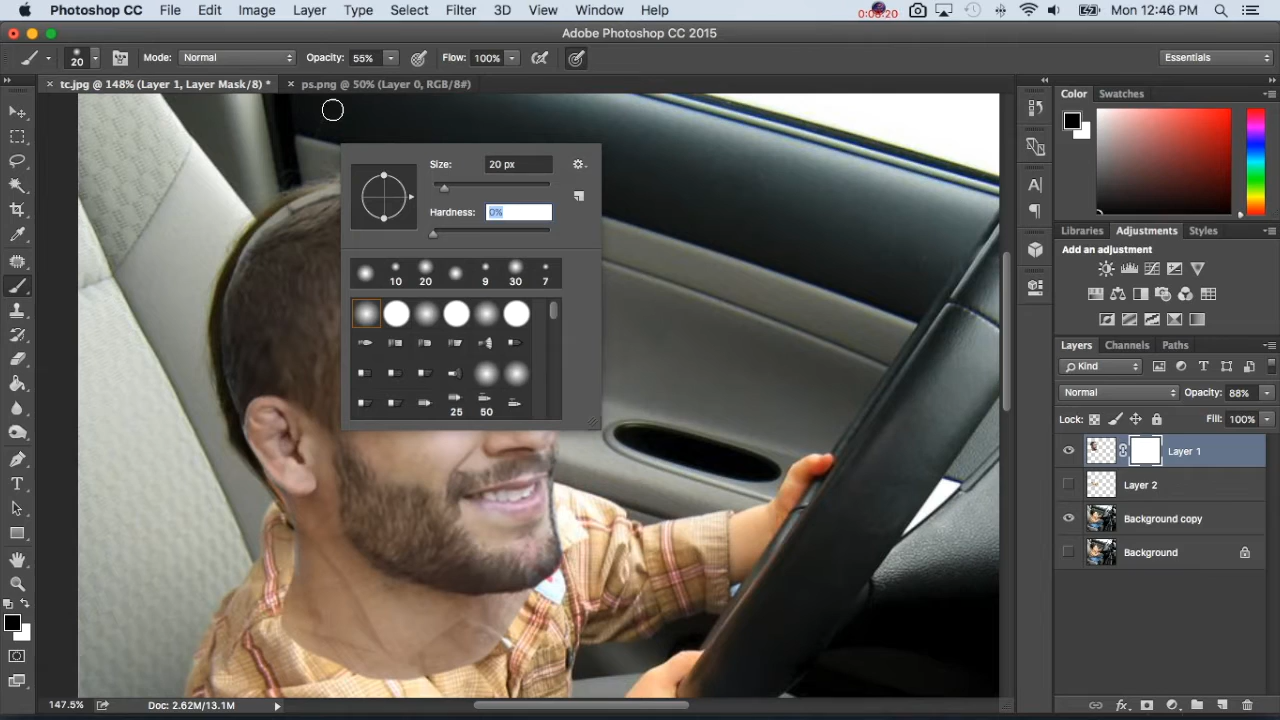 Photoshop CC File Edit Image Layer Type Select Filter 3D View Window Help Mon 12:46 PM
Adobe Photoshop CC 2015
20 Mode: Normal Opacity: 55% Flow: 100% Essentials
tc.jpg @ 148% (Layer 1, Layer Mask/8) * ps.png @ 50% (Layer 0, RGB/8#)
Color Swatches
Size: 20 px
Hardness: 0%
10 20 9 30 7
25 50
Libraries Adjustments Styles
Add an adjustment
Layers Channels Paths
Kind
Normal Opacity: 88%
Lock: Fill: 100%
Layer 1
Layer 2
Background copy
Background
147.5% Doc: 2.62M/13.1M